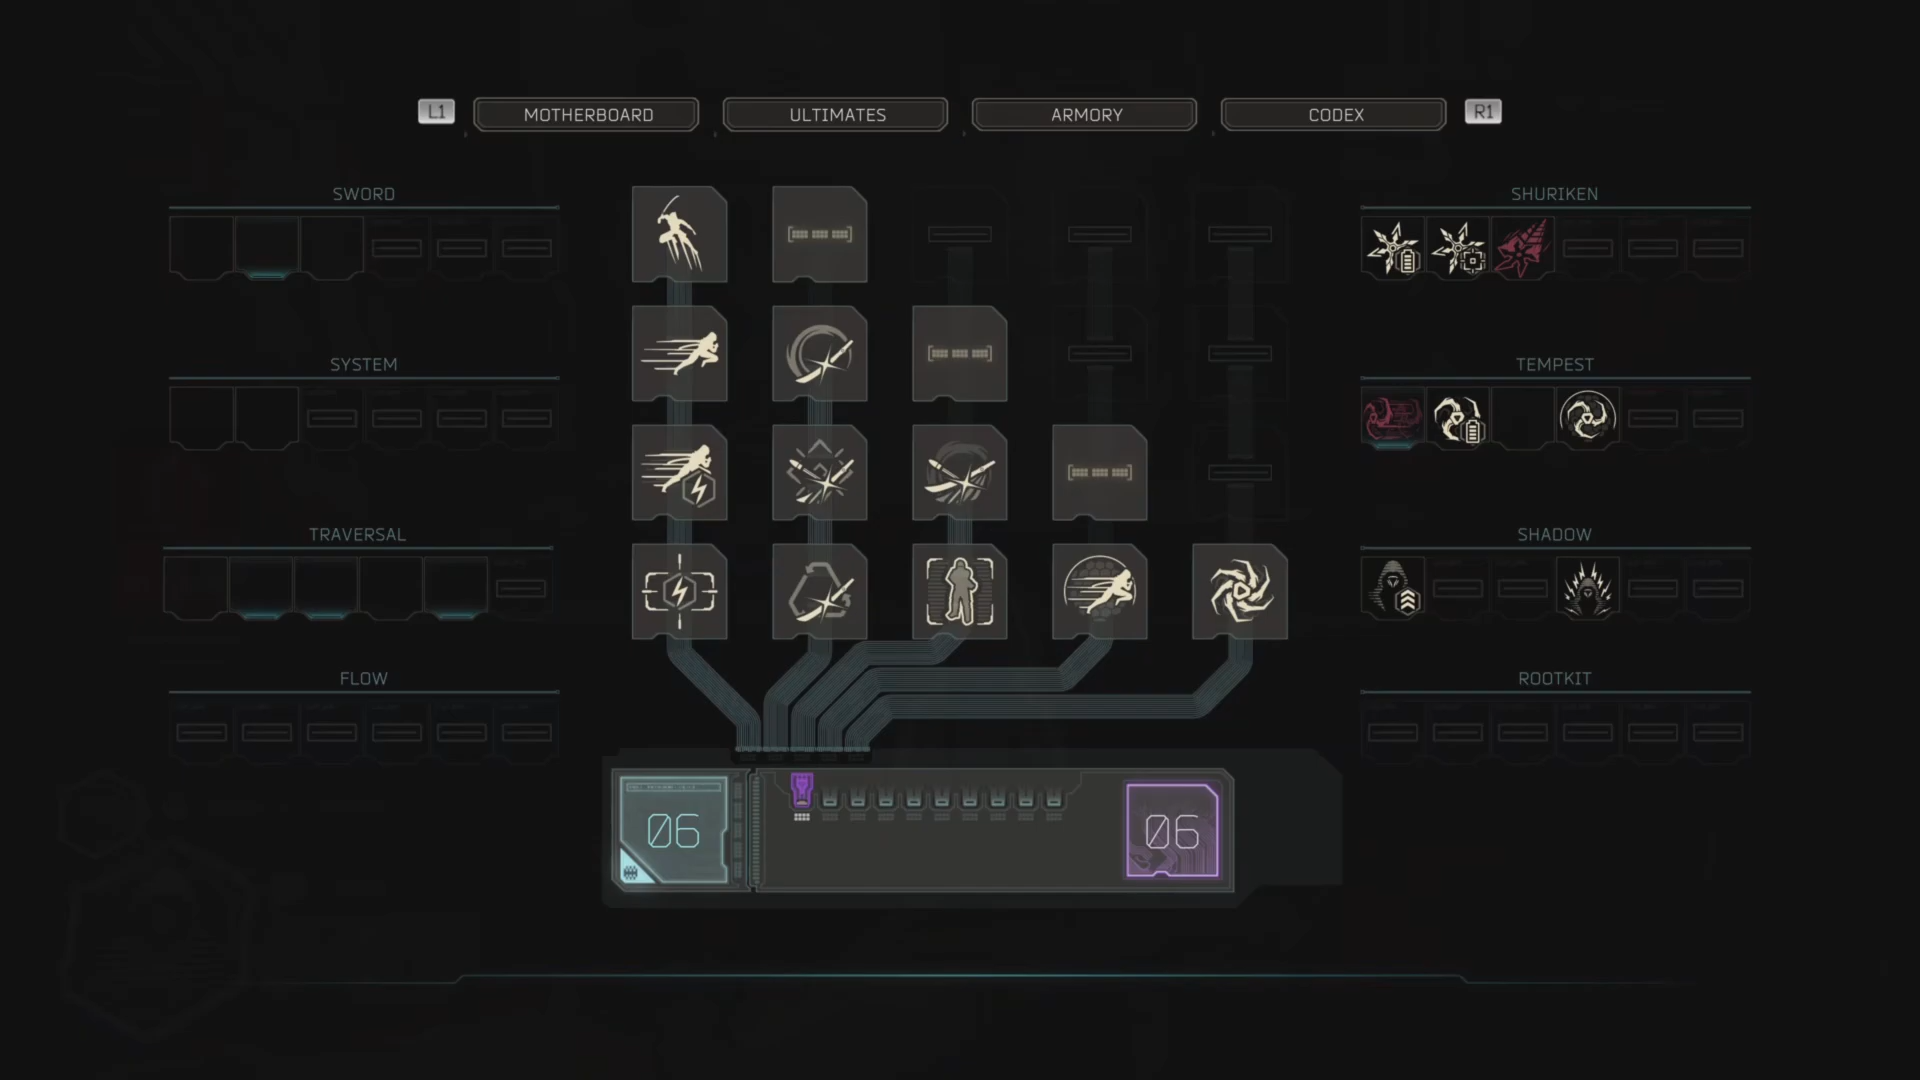 L1 MOTHERBOARD ULTIMATES ARMORY CODEX R1
SWORD
SHURIKEN
SYSTEM
TEMPEST
TRAVERSAL
SHADOW
FLOW
ROOTKIT
06
06